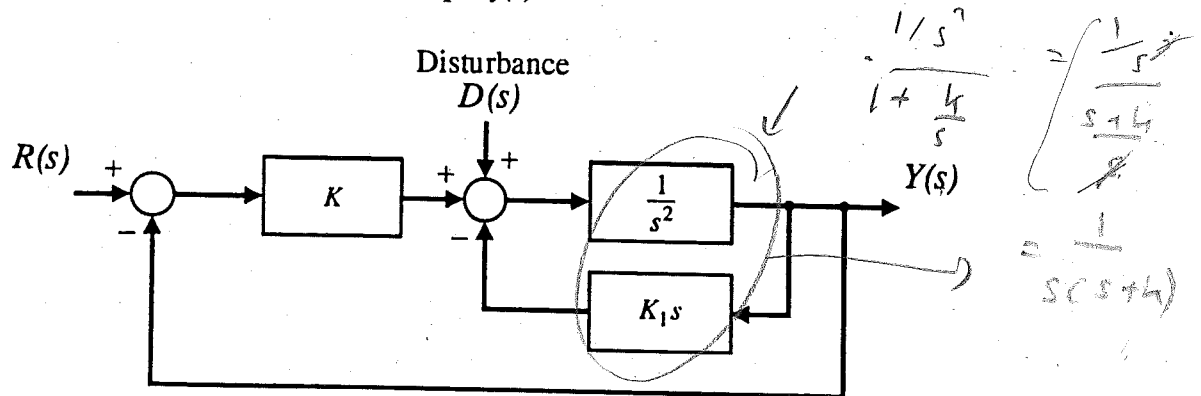 Disturbance
D(s)
R(s)
+
+
+
K
1
s²
Y(s)
−
−
K₁s
1/s²
1 +
s
=
1
s
= 1
s(s+